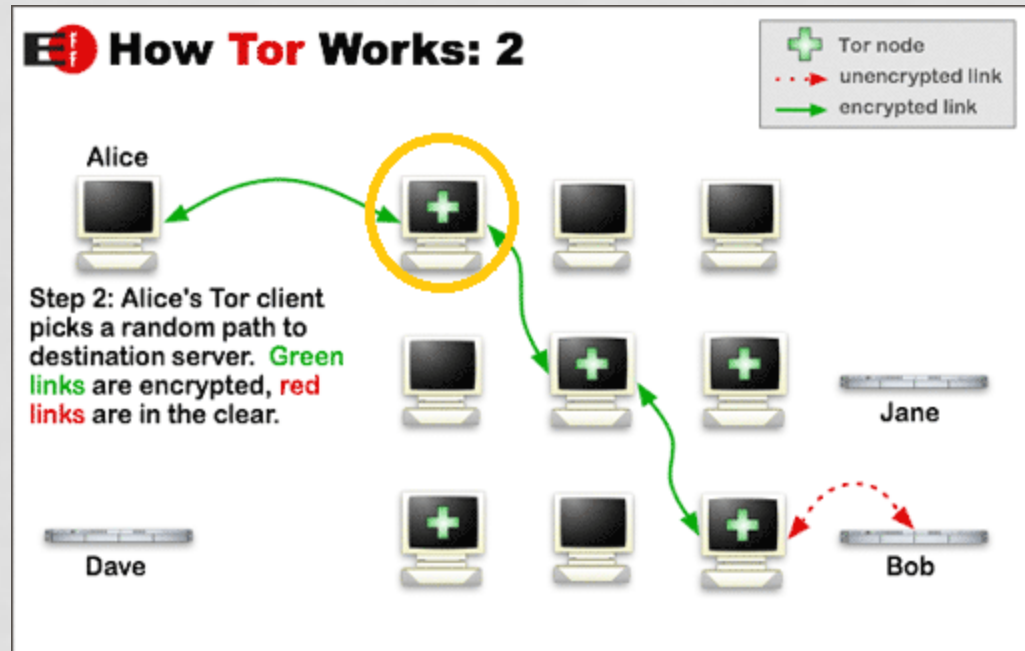 EFF How Tor Works: 2
Tor node
unencrypted link
encrypted link
Alice
Step 2: Alice's Tor client
picks a random path to
destination server. Green
links are encrypted, red
links are in the clear.
Jane
Dave
Bob